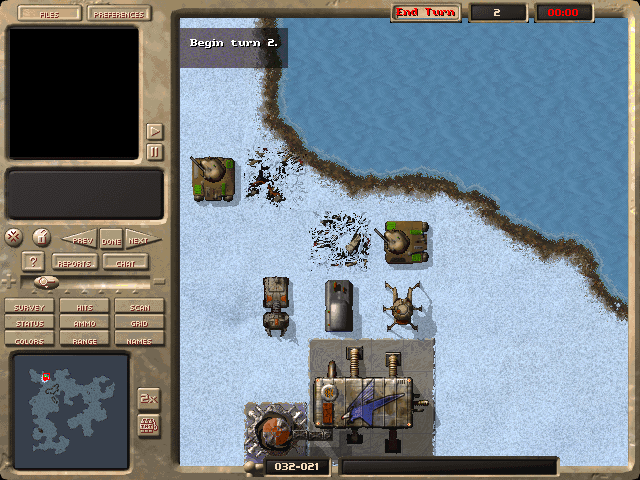 FILES
PREFERENCES
End Turn
2
00:00
Begin turn 2.
PREV
DONE
NEXT
?
REPORTS
CHAT
SURVEY
HITS
SCAN
STATUS
AMMO
GRID
COLORS
RANGE
NAMES
2x
032-021